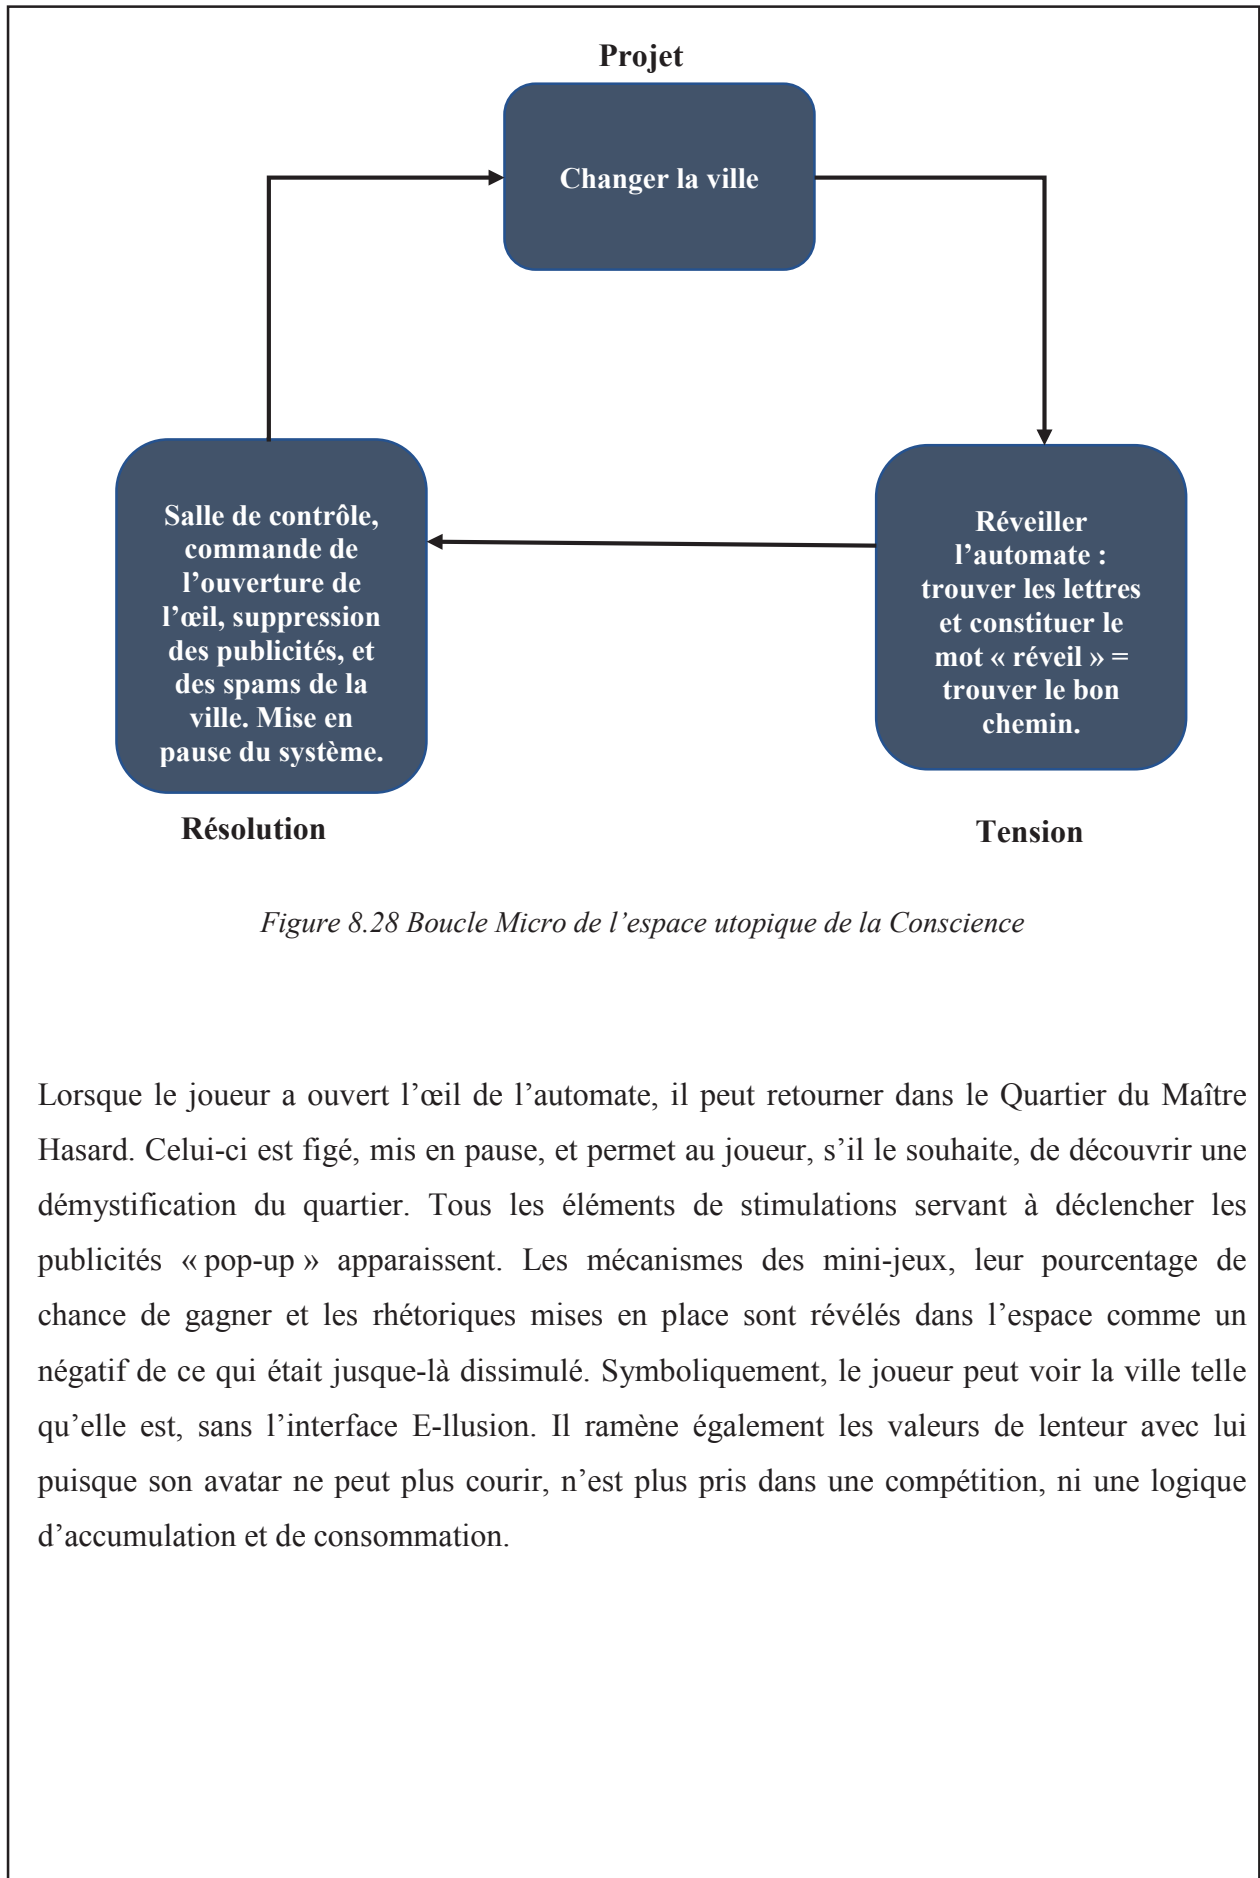 Projet
Changer la ville
Salle de contrôle,
commande de
l’ouverture de
l’œil, suppression
des publicités, et
des spams de la
ville. Mise en
pause du système.
Résolution
Réveiller
l’automate :
trouver les lettres
et constituer le
mot « réveil » =
trouver le bon
chemin.
Tension
Figure 8.28 Boucle Micro de l’espace utopique de la Conscience
Lorsque le joueur a ouvert l’œil de l’automate, il peut retourner dans le Quartier du Maître
Hasard. Celui-ci est figé, mis en pause, et permet au joueur, s’il le souhaite, de découvrir une
démystification du quartier. Tous les éléments de stimulations servant à déclencher les
publicités « pop-up » apparaissent. Les mécanismes des mini-jeux, leur pourcentage de
chance de gagner et les rhétoriques mises en place sont révélés dans l’espace comme un
négatif de ce qui était jusque-là dissimulé. Symboliquement, le joueur peut voir la ville telle
qu’elle est, sans l’interface E-llusion. Il ramène également les valeurs de lenteur avec lui
puisque son avatar ne peut plus courir, n’est plus pris dans une compétition, ni une logique
d’accumulation et de consommation.